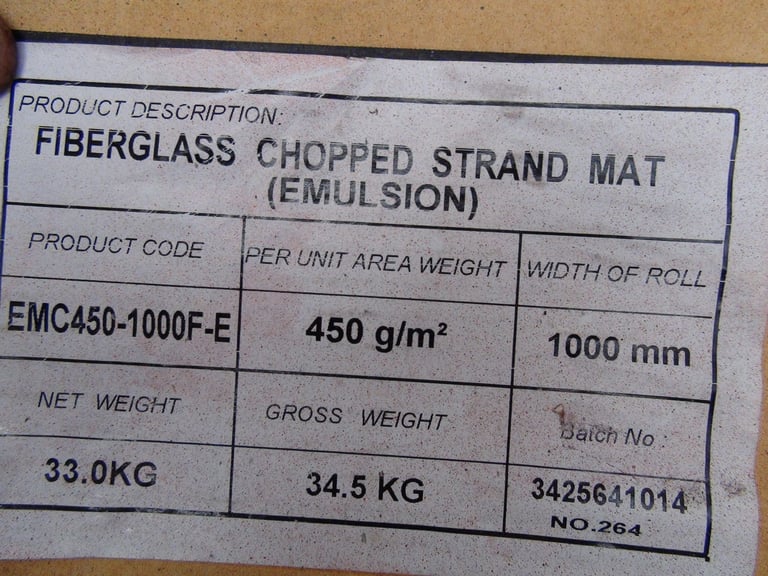 PRODUCT DESCRIPTION:
FIBERGLASS CHOPPED STRAND MAT
(EMULSION)
PRODUCT CODE
PER UNIT AREA WEIGHT
WIDTH OF ROLL
EMC450-1000F-E
450 g/m²
1000 mm
NET WEIGHT
GROSS WEIGHT
Batch No
33.0KG
34.5 KG
3425641014
NO.264